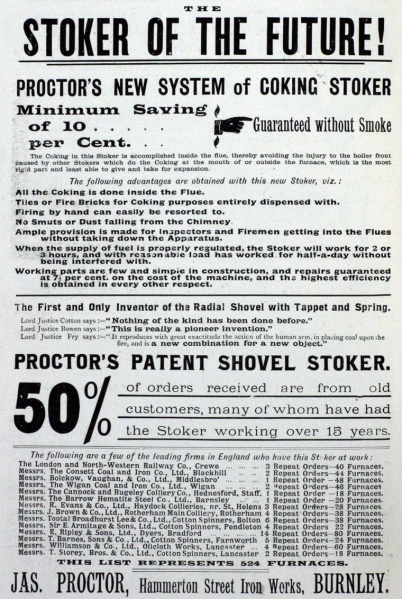 THE
STOKER OF THE FUTURE!
PROCTOR'S NEW SYSTEM of COKING STOKER
Minimum Saving
of 10 . . . . .
per Cent. . .
Guaranteed without Smoke
The Coking in this Stoker is accomplished inside the flue, thereby avoiding the injury to the boiler front
caused by other Stokers which do the Coking at the mouth of or outside the furnace, which is the most
rigid part and least able to give and take for expansion.
The following advantages are obtained with this new Stoker, viz.:
All the Coking is done inside the Flue.
Tiles or Fire Bricks for Coking purposes entirely dispensed with.
Firing by hand can easily be resorted to.
No Smuts or Dust falling from the Chimney
Ample provision is made for Inspectors and Firemen getting into the Flues
without taking down the Apparatus.
When the supply of fuel is properly regulated, the Stoker will work for 2 or
3 hours, and with reasonable load has worked for half-a-day without
being interfered with.
Working parts are few and simple in construction, and repairs guaranteed
at 7½ per cent. on the cost of the machine, and the highest efficiency
is obtained in every other respect.
The First and Only Inventor of the Radial Shovel with Tappet and Spring.
Lord Justice Cotton says:—"Nothing of the kind has been done before."
Lord Justice Bowen says:—"This is really a pioneer invention."
Lord Justice Fry says:—"It reproduces with great exactitude the action of the human arm, in placing coal upon the
fire, and is a new combination for a new object."
PROCTOR'S PATENT SHOVEL STOKER.
50% of orders received are from old
customers, many of whom have had
the Stoker working over 15 years.
The following are a few of the leading firms in England who have this Stoker at work:
The London and North-Western Railway Co., Crewe ... ... ... 3 Repeat Orders—40 Furnaces.
Messrs. The Consett Coal and Iron Co., Ltd., Blackhill ... ... 2 Repeat Orders—44 Furnaces.
Messrs. Bolckow, Vaughan, & Co., Ltd., Middlesbro' ... ... 1 Repeat Order—48 Furnaces.
Messrs. The Wigan Coal and Iron Co., Ltd., Wigan ... ... 2 Repeat Orders—46 Furnaces.
Messrs. The Cannock and Rugeley Colliery Co., Hednesford, Staff. 1 Repeat Order—18 Furnaces.
Messrs. The Barrow Hematite Steel Co., Ltd., Barnsley ... 1 Repeat Order—20 Furnaces.
Messrs. R. Evans & Co., Ltd., Haydock Collieries, nr. St. Helens 3 Repeat Orders—38 Furnaces.
Messrs. J. Brown & Co., Ltd., Rotherham Main Colliery, Rotherham 4 Repeat Orders—38 Furnaces.
Messrs. Tootal Broadhurst Lee & Co., Ltd., Cotton Spinners, Bolton 6 Repeat Orders—38 Furnaces.
Messrs. Sir E. Armitage & Sons, Ltd., Cotton Spinners, Pendleton 4 Repeat Orders—22 Furnaces.
Messrs. E. Ripley & Sons, Ltd., Dyers, Bradford ... ... 14 Repeat Orders—28 Furnaces.
Messrs. T. Barnes, Sons & Co., Ltd., Cotton Spinners, Farnworth 5 Repeat Orders—24 Furnaces.
Messrs. Williamson & Co., Ltd., Oilcloth Works, Lancaster ... 4 Repeat Orders—60 Furnaces.
Messrs. T. Storey, Bros. & Co., Ltd., Cotton Spinners, Lancaster 2 Repeat Orders—18 Furnaces.
THIS LIST REPRESENTS 524 FURNACES.
JAS. PROCTOR, Hammerton Street Iron Works, BURNLEY.